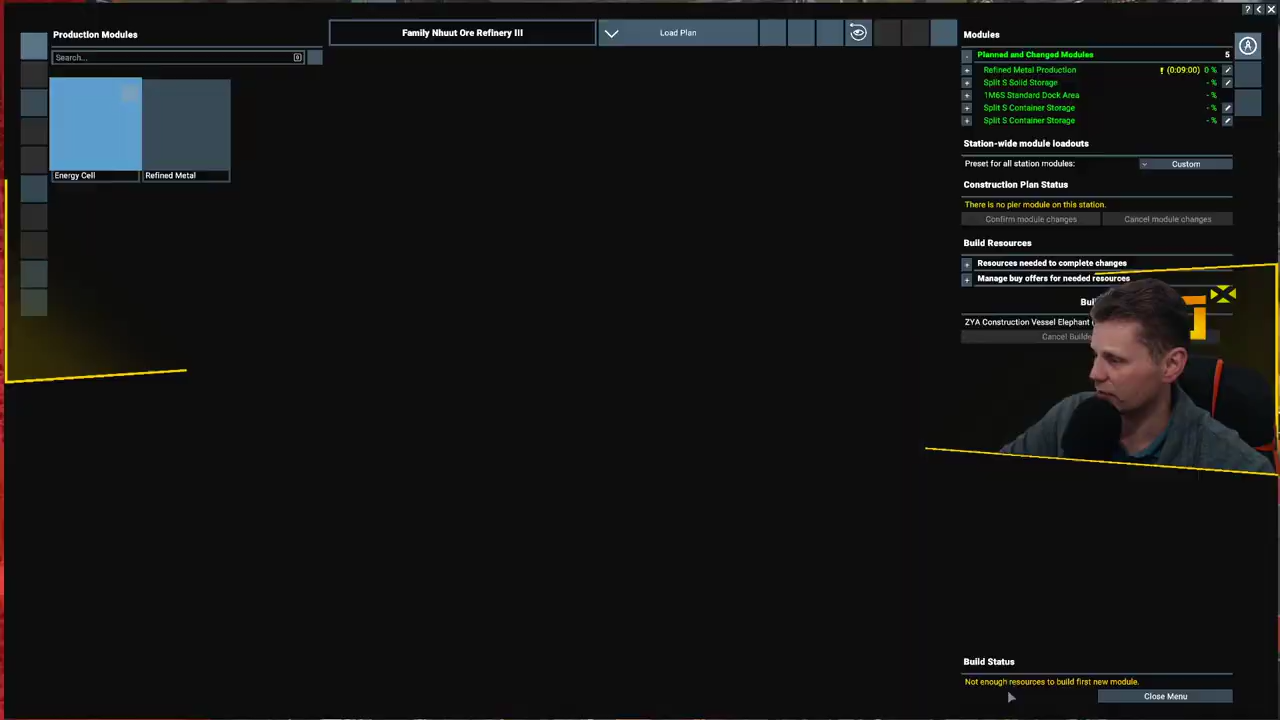 Production Modules
Search...
Energy Cell
Refined Metal
Family Nhuut Ore Refinery III
Load Plan
Modules
- Planned and Changed Modules 5
+ Refined Metal Production ! (0:09:00) 0 %
+ Split S Solid Storage - %
+ 1M6S Standard Dock Area - %
+ Split S Container Storage - %
+ Split S Container Storage - %
Station-wide module loadouts
Preset for all station modules: Custom
Construction Plan Status
There is no pier module on this station.
Confirm module changes Cancel module changes
Build Resources
+ Resources needed to complete changes
+ Manage buy offers for needed resources
ZYA Construction Vessel Elephant
Cancel
Build Status
Not enough resources to build first new module.
Close Menu